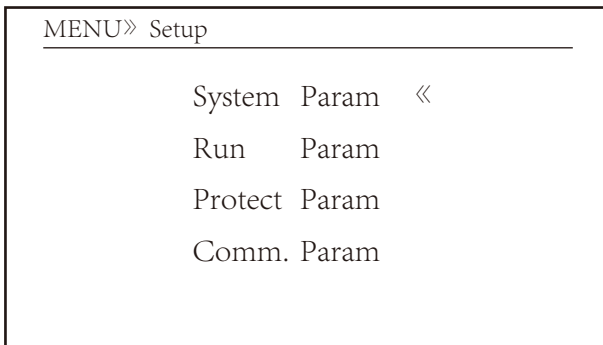 MENU》 Setup
System Param 《
Run Param
Protect Param
Comm. Param